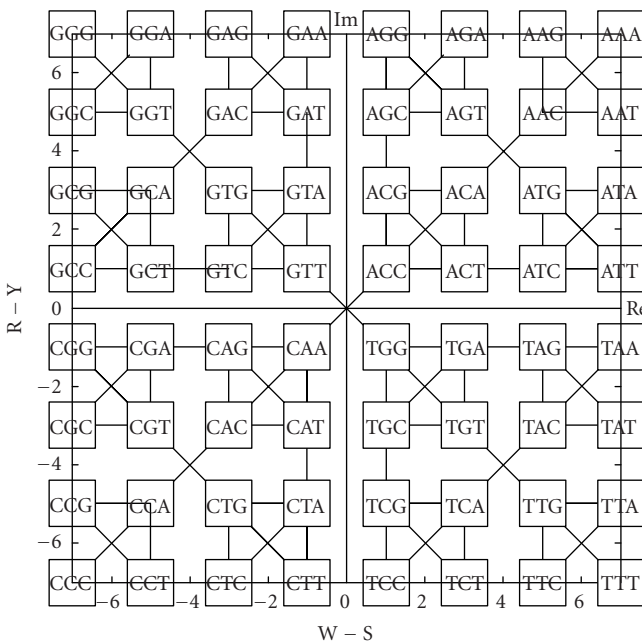 Im
GGG GGA GAG GAA AGG AGA AAG AAA
6
GGC GGT GAC GAT AGC AGT AAC AAT
4
GCG GCA GTG GTA ACG ACA ATG ATA
2
GCC GCT GTC GTT ACC ACT ATC ATT
R – Y
0 Re
CGG CGA CAG CAA TGG TGA TAG TAA
−2
CGC CGT CAC CAT TGC TGT TAC TAT
−4
CCG CCA CTG CTA TCG TCA TTG TTA
−6
CCC CCT CTC CTT TCC TCT TTC TTT
−6 −4 −2 0 2 4 6
W – S